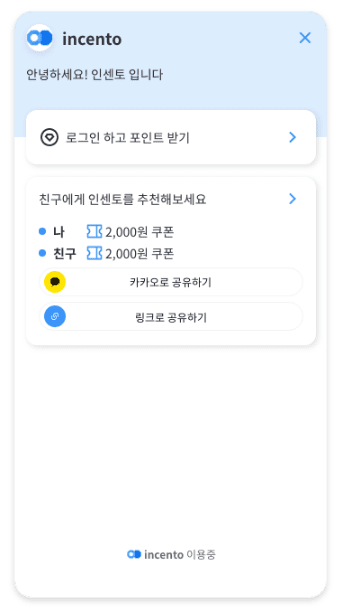 incento
안녕하세요! 인센토 입니다
로그인 하고 포인트 받기
친구에게 인센토를 추천해보세요
나 2,000원 쿠폰
친구 2,000원 쿠폰
카카오로 공유하기
링크로 공유하기
incento 이용중